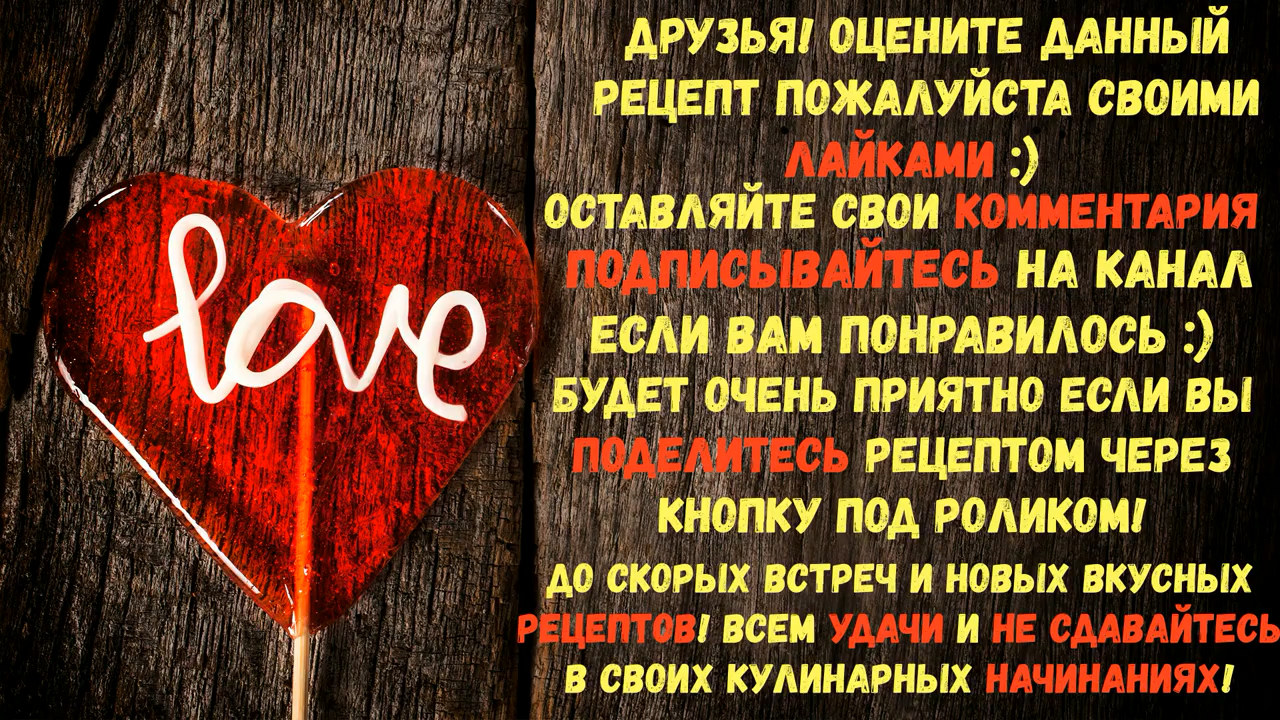 love
ДРУЗЬЯ! ОЦЕНИТЕ ДАННЫЙ
РЕЦЕПТ ПОЖАЛУЙСТА СВОИМИ
ЛАЙКАМИ :)
ОСТАВЛЯЙТЕ СВОИ КОММЕНТАРИЯ
ПОДПИСЫВАЙТЕСЬ НА КАНАЛ
ЕСЛИ ВАМ ПОНРАВИЛОСЬ :)
БУДЕТ ОЧЕНЬ ПРИЯТНО ЕСЛИ ВЫ
ПОДЕЛИТЕСЬ РЕЦЕПТОМ ЧЕРЕЗ
КНОПКУ ПОД РОЛИКОМ!
ДО СКОРЫХ ВСТРЕЧ И НОВЫХ ВКУСНЫХ
РЕЦЕПТОВ! ВСЕМ УДАЧИ И НЕ СДАВАЙТЕСЬ
В СВОИХ КУЛИНАРНЫХ НАЧИНАНИЯХ!